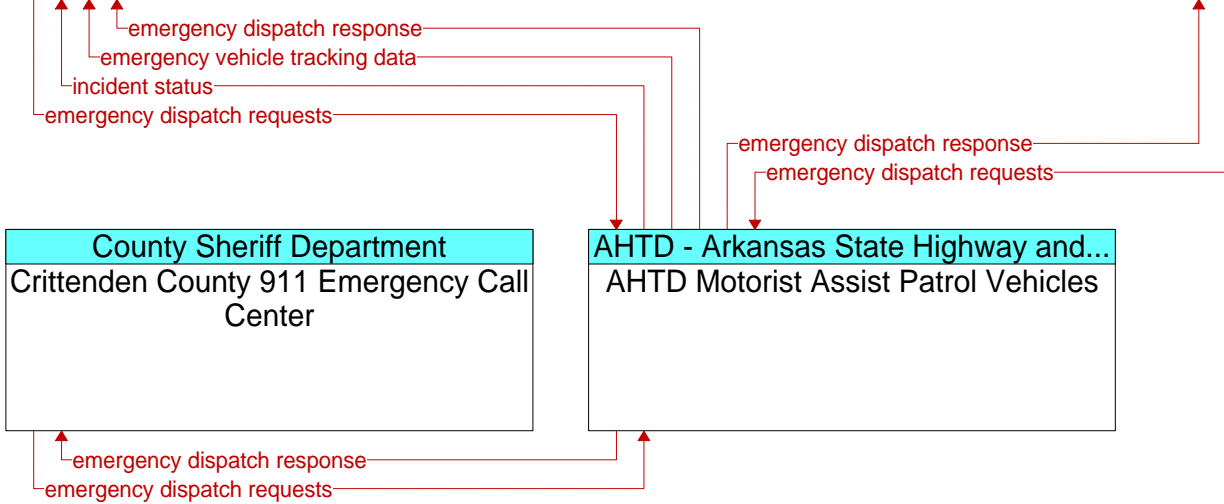 emergency dispatch response
emergency vehicle tracking data
incident status
emergency dispatch requests
emergency dispatch response
emergency dispatch requests
County Sheriff Department
Crittenden County 911 Emergency Call
Center
AHTD - Arkansas State Highway and...
AHTD Motorist Assist Patrol Vehicles
emergency dispatch response
emergency dispatch requests